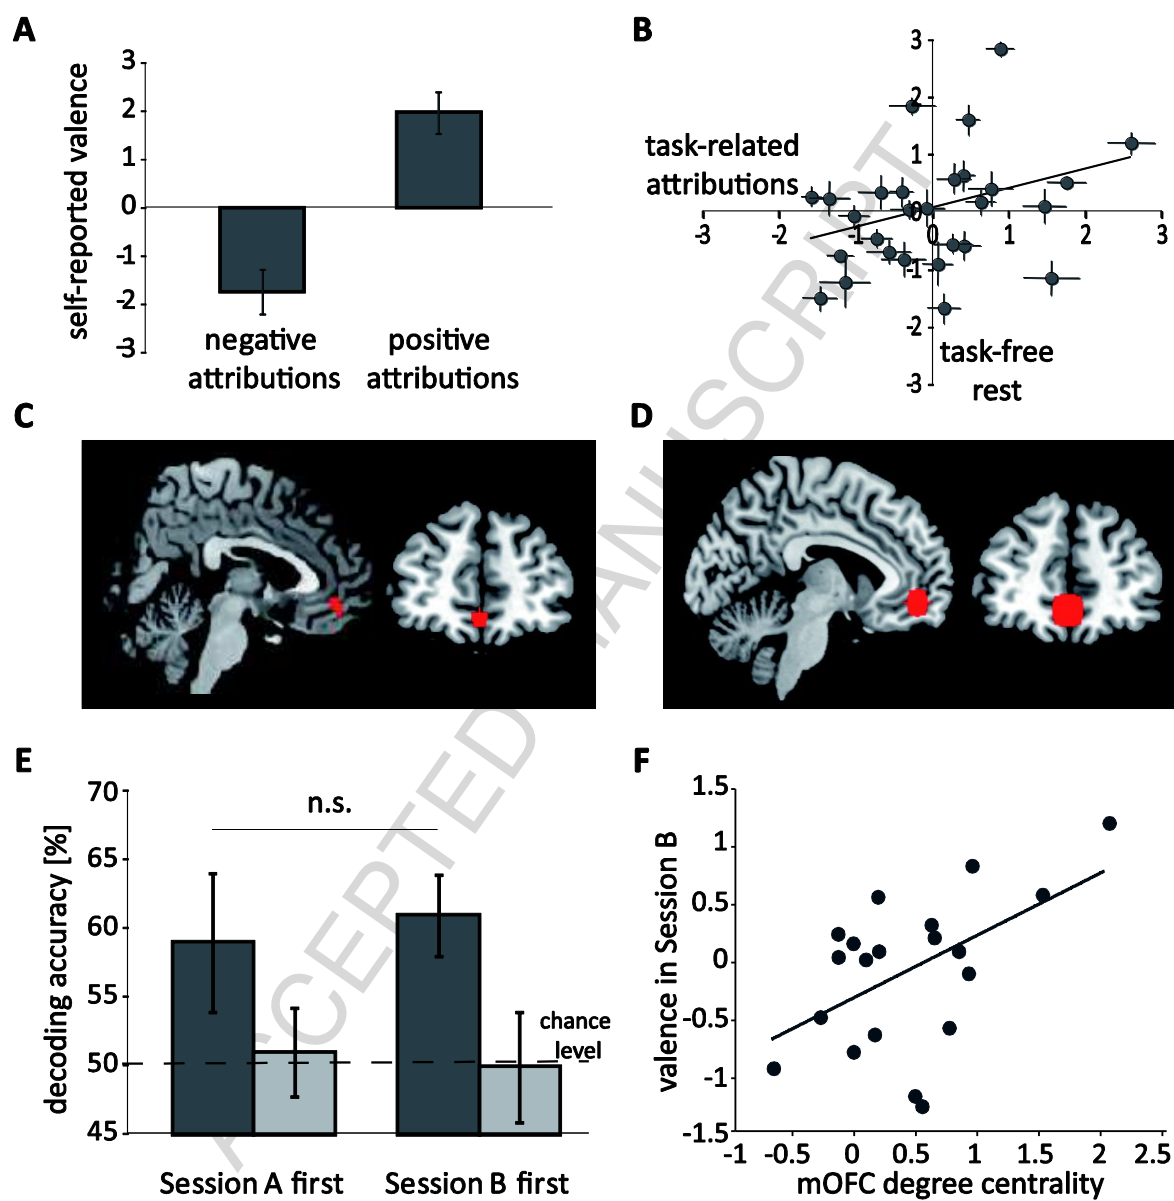 A
self-reported valence
3
2
1
0
-1
-2
-3
negative
attributions
positive
attributions
B
task-related
attributions
3
2
1
0
-1
-2
-3
-3
-2
-1
0
1
2
3
task-free
rest
C
D
ACCEPTED MANUSCRIPT
E
decoding accuracy [%]
70
65
60
55
50
45
n.s.
chance
level
Session A first
Session B first
F
valence in Session B
1.5
1
0.5
0
-0.5
-1
-1.5
-1
-0.5
0
0.5
1
1.5
2
2.5
mOFC degree centrality